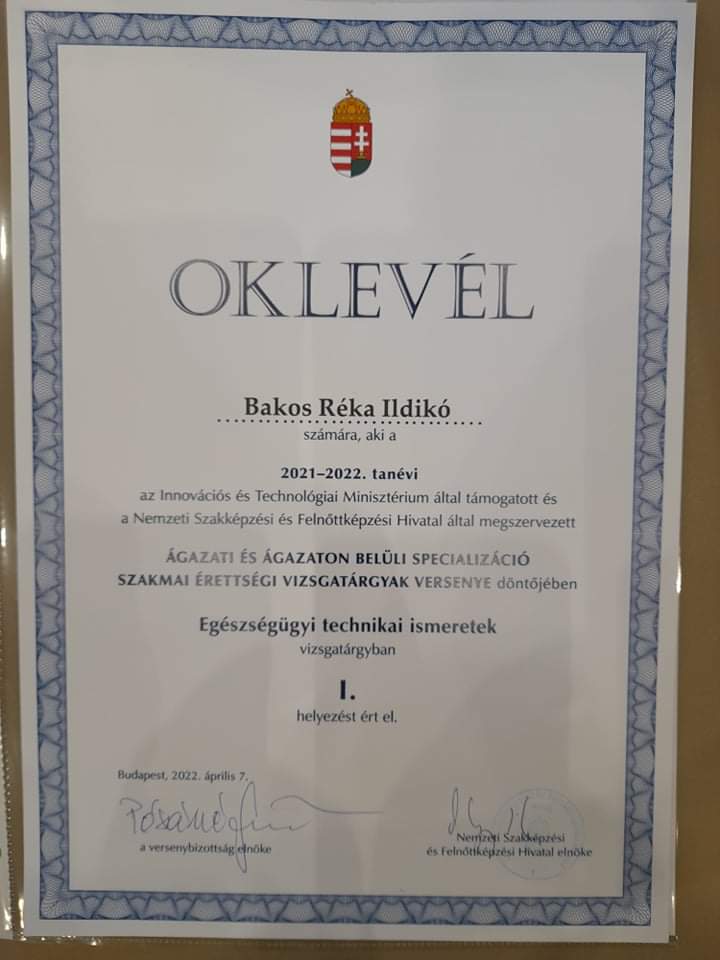 OKLEVÉL
Bakos Réka Ildikó
számára, aki a
2021–2022. tanévi
az Innovációs és Technológiai Minisztérium által támogatott és
a Nemzeti Szakképzési és Felnőttképzési Hivatal által megszervezett
ÁGAZATI ÉS ÁGAZATON BELÜLI SPECIALIZÁCIÓ
SZAKMAI ÉRETTSÉGI VIZSGATÁRGYAK VERSENYE döntőjében
Egészségügyi technikai ismeretek
vizsgatárgyban
I.
helyezést ért el.
Budapest, 2022. április 7.
a versenybizottság elnöke
Nemzeti Szakképzési
és Felnőttképzési Hivatal elnöke